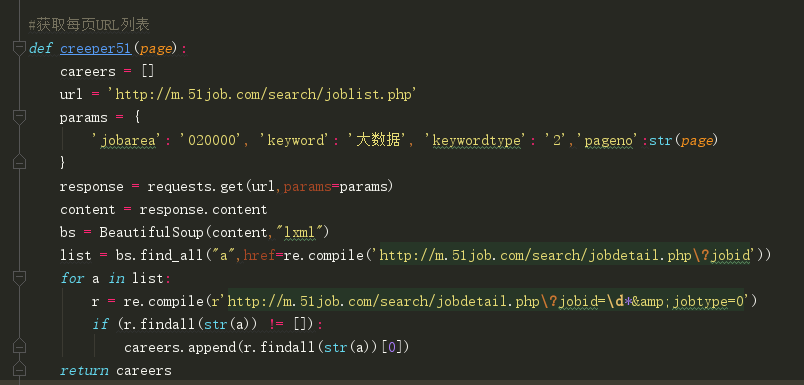 #获取每页URL列表
def creeper51(page):
    careers = []
    url = 'http://m.51job.com/search/joblist.php'
    params = {
        'jobarea': '020000', 'keyword': '大数据', 'keywordtype': '2','pageno':str(page)
    }
    response = requests.get(url,params=params)
    content = response.content
    bs = BeautifulSoup(content,"lxml")
    list = bs.find_all("a",href=re.compile('http://m.51job.com/search/jobdetail.php\?jobid'))
    for a in list:
        r = re.compile(r'http://m.51job.com/search/jobdetail.php\?jobid=\d*&amp;jobtype=0')
        if (r.findall(str(a)) != []):
            careers.append(r.findall(str(a))[0])
    return careers